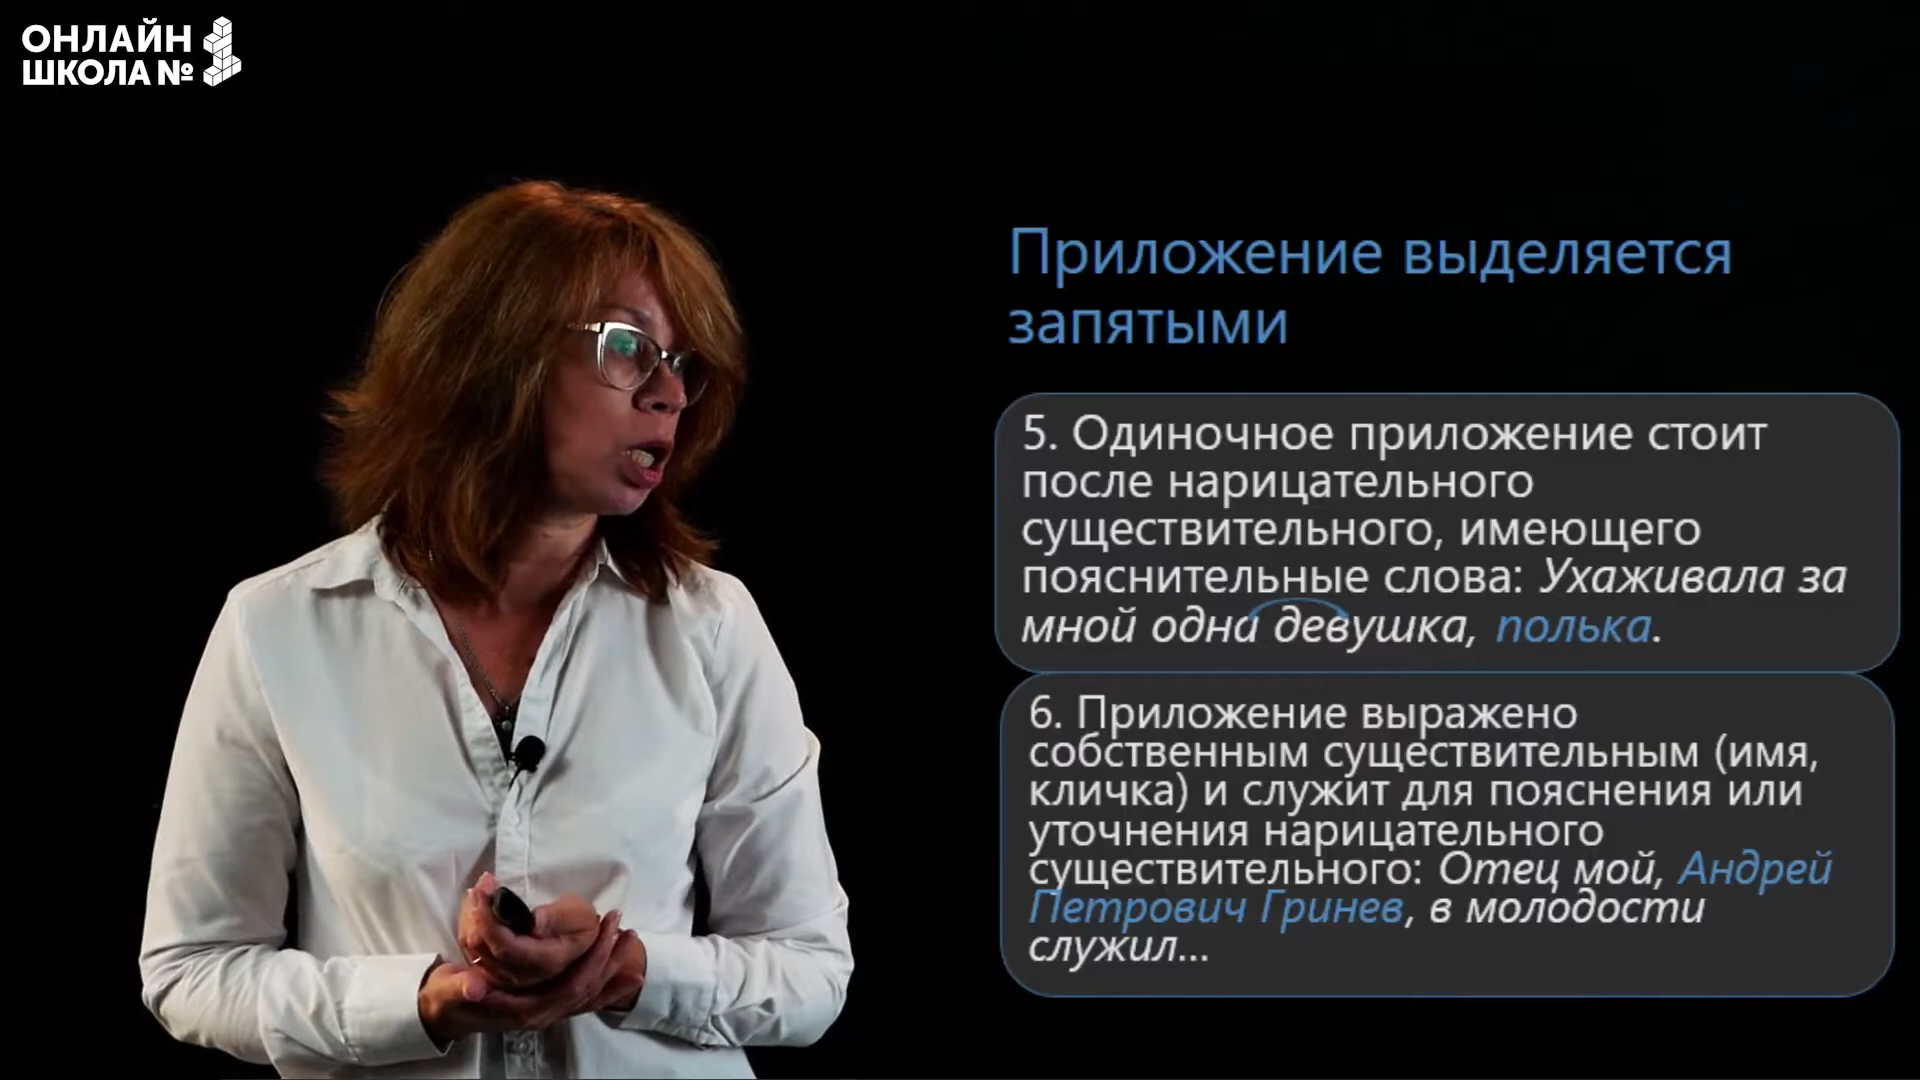 ОНЛАЙН
ШКОЛА №
Приложение выделяется
запятыми
5. Одиночное приложение стоит
после нарицательного
существительного, имеющего
пояснительные слова: Ухаживала за
мной одна девушка, полька.
6. Приложение выражено
собственным существительным (имя,
кличка) и служит для пояснения или
уточнения нарицательного
существительного: Отец мой, Андрей
Петрович Гринев, в молодости
служил...